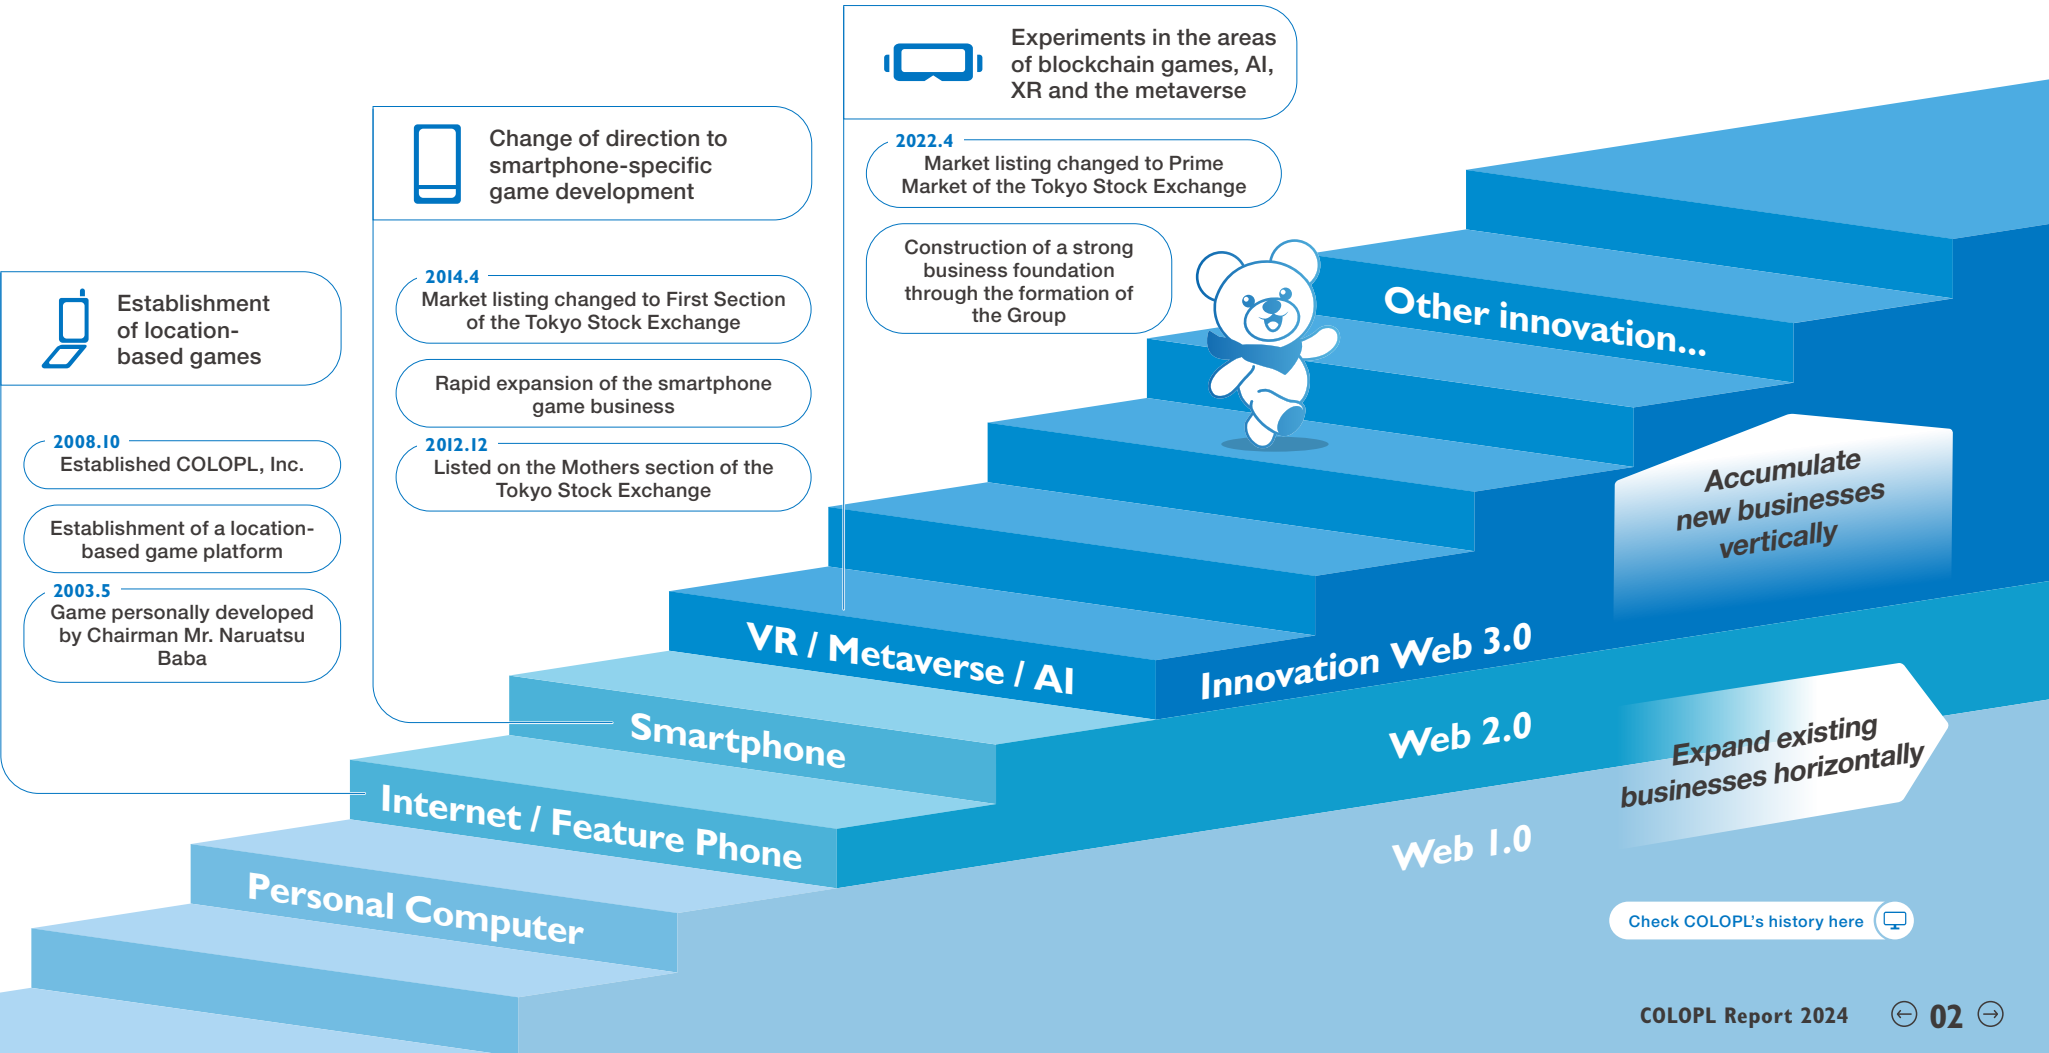 Establishment
of location-
based games
2008.10
Established COLOPL, Inc.
Establishment of a location-
based game platform
2003.5
Game personally developed
by Chairman Mr. Naruatsu
Baba
Change of direction to
smartphone-specific
game development
2014.4
Market listing changed to First Section
of the Tokyo Stock Exchange
Rapid expansion of the smartphone
game business
2012.12
Listed on the Mothers section of the
Tokyo Stock Exchange
Experiments in the areas
of blockchain games, AI,
XR and the metaverse
2022.4
Market listing changed to Prime
Market of the Tokyo Stock Exchange
Construction of a strong
business foundation
through the formation of
the Group
Other innovation...
VR / Metaverse / AI
Smartphone
Internet / Feature Phone
Personal Computer
Innovation Web 3.0
Web 2.0
Web 1.0
Accumulate
new businesses
vertically
Expand existing
businesses horizontally
Check COLOPL's history here
COLOPL Report 2024
02